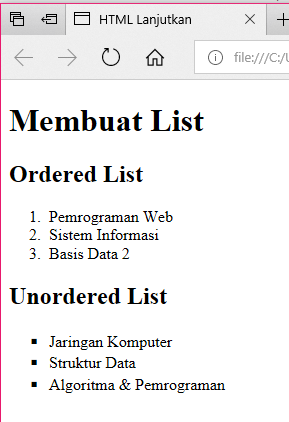 HTML Lanjutkan
file:///C:/U
Membuat List
Ordered List
1. Pemrograman Web
2. Sistem Informasi
3. Basis Data 2
Unordered List
▪ Jaringan Komputer
▪ Struktur Data
▪ Algoritma & Pemrograman